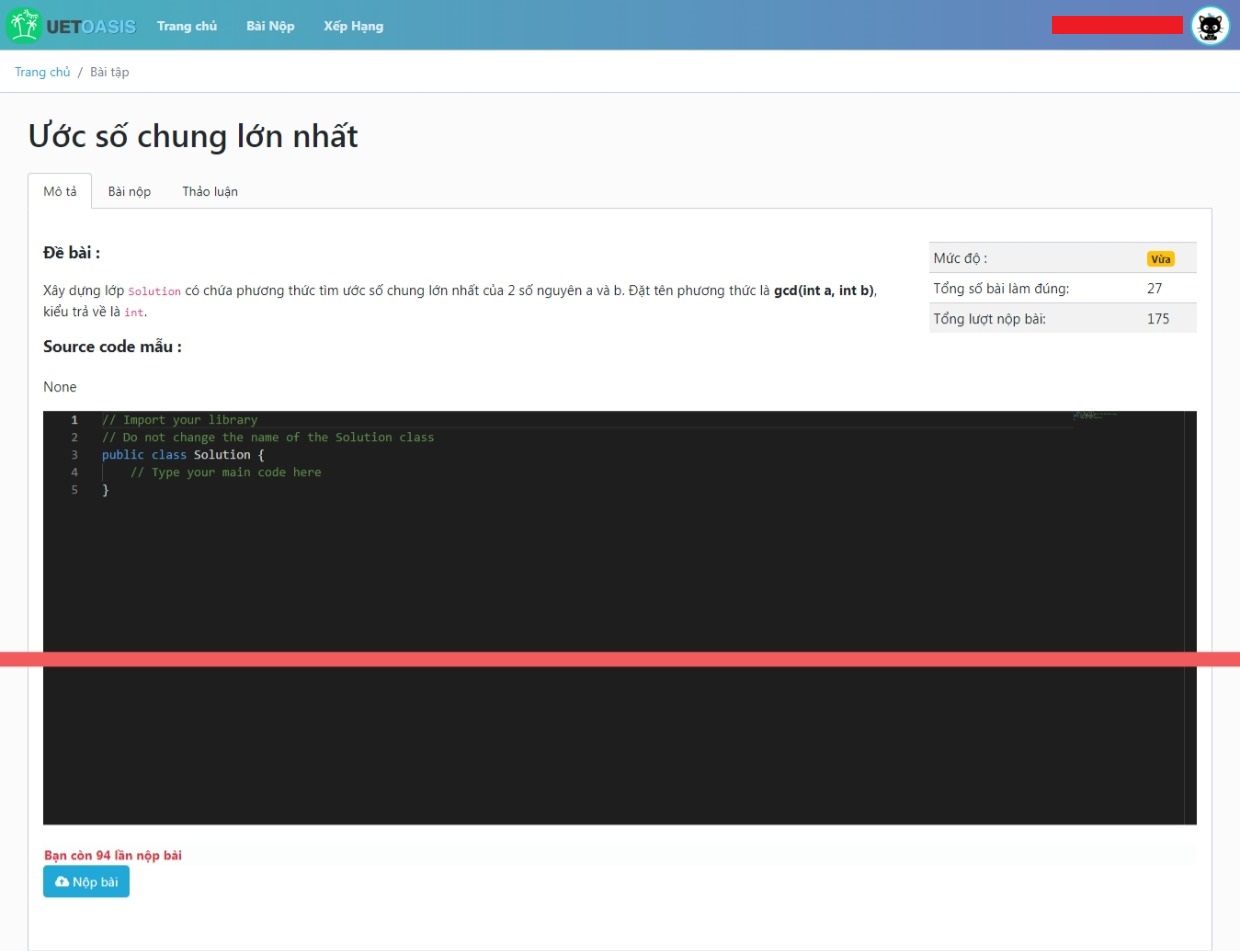 UETOASIS Trang chủ Bài Nộp Xếp Hạng
Trang chủ / Bài tập
Ước số chung lớn nhất
Mô tả Bài nộp Thảo luận
Đề bài :
Xây dựng lớp Solution có chứa phương thức tìm ước số chung lớn nhất của 2 số nguyên a và b. Đặt tên phương thức là gcd(int a, int b),
kiểu trả về là int.
Mức độ : Vừa
Tổng số bài làm đúng: 27
Tổng lượt nộp bài: 175
Source code mẫu :
None
1 // Import your library
2 // Do not change the name of the Solution class
3 public class Solution {
4 // Type your main code here
5 }
Bạn còn 94 lần nộp bài
Nộp bài